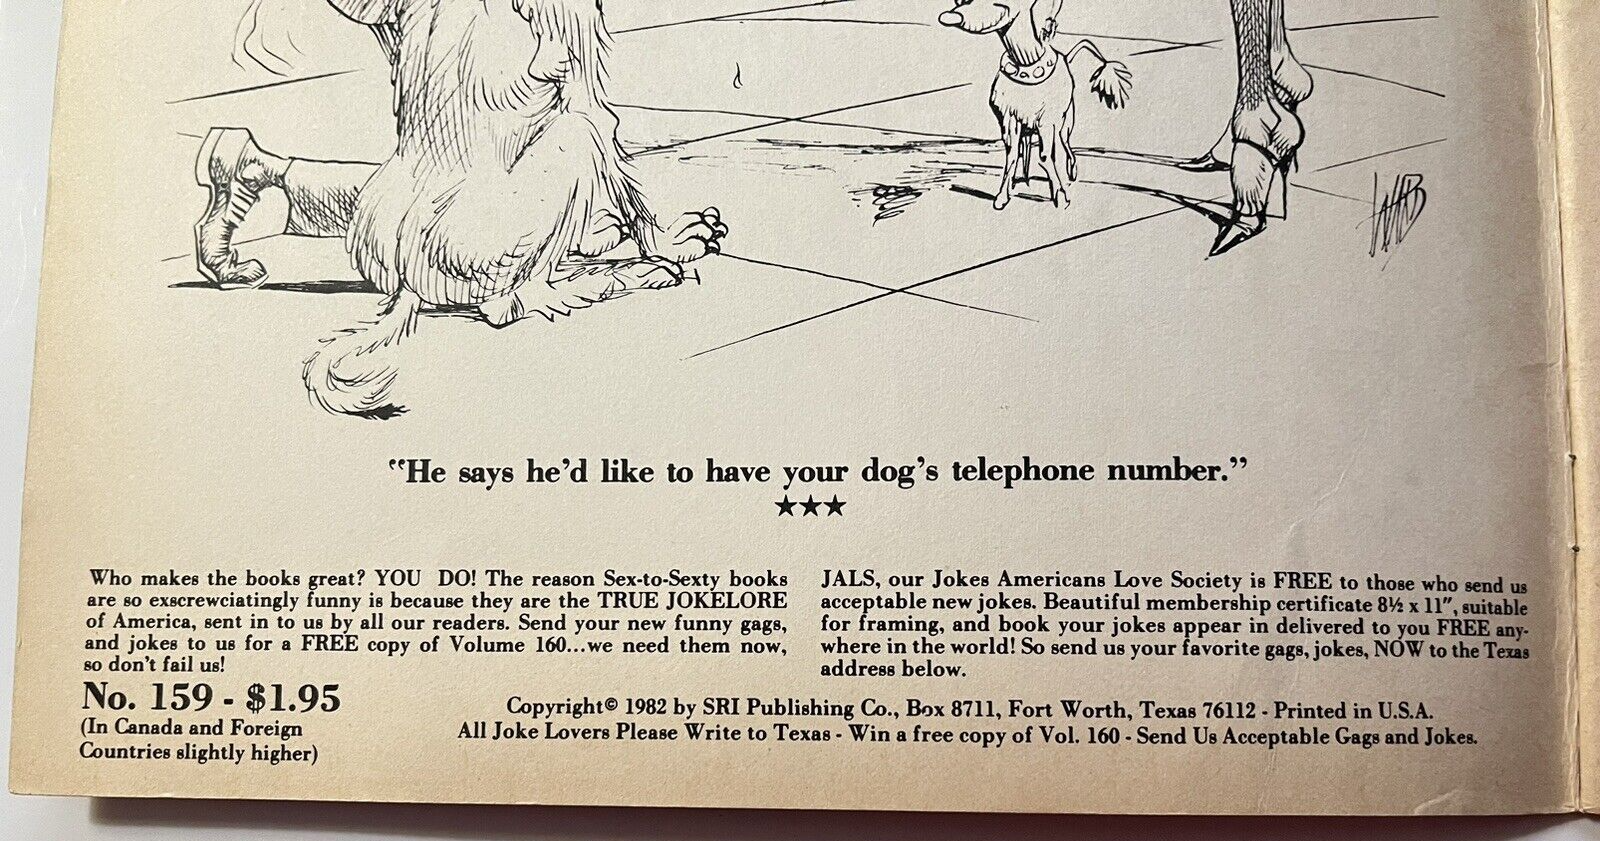 "He says he'd like to have your dog's telephone number."
★★★
Who makes the books great? YOU DO! The reason Sex-to-Sexty books
are so exscrewciatingly funny is because they are the TRUE JOKELORE
of America, sent in to us by all our readers. Send your new funny gags,
and jokes to us for a FREE copy of Volume 160...we need them now,
so don't fail us!
JALS, our Jokes Americans Love Society is FREE to those who send us
acceptable new jokes. Beautiful membership certificate 8½ x 11", suitable
for framing, and book your jokes appear in delivered to you FREE any-
where in the world! So send us your favorite gags, jokes, NOW to the Texas
address below.
No. 159 - $1.95
(In Canada and Foreign
Countries slightly higher)
Copyright© 1982 by SRI Publishing Co., Box 8711, Fort Worth, Texas 76112 - Printed in U.S.A.
All Joke Lovers Please Write to Texas - Win a free copy of Vol. 160 - Send Us Acceptable Gags and Jokes.